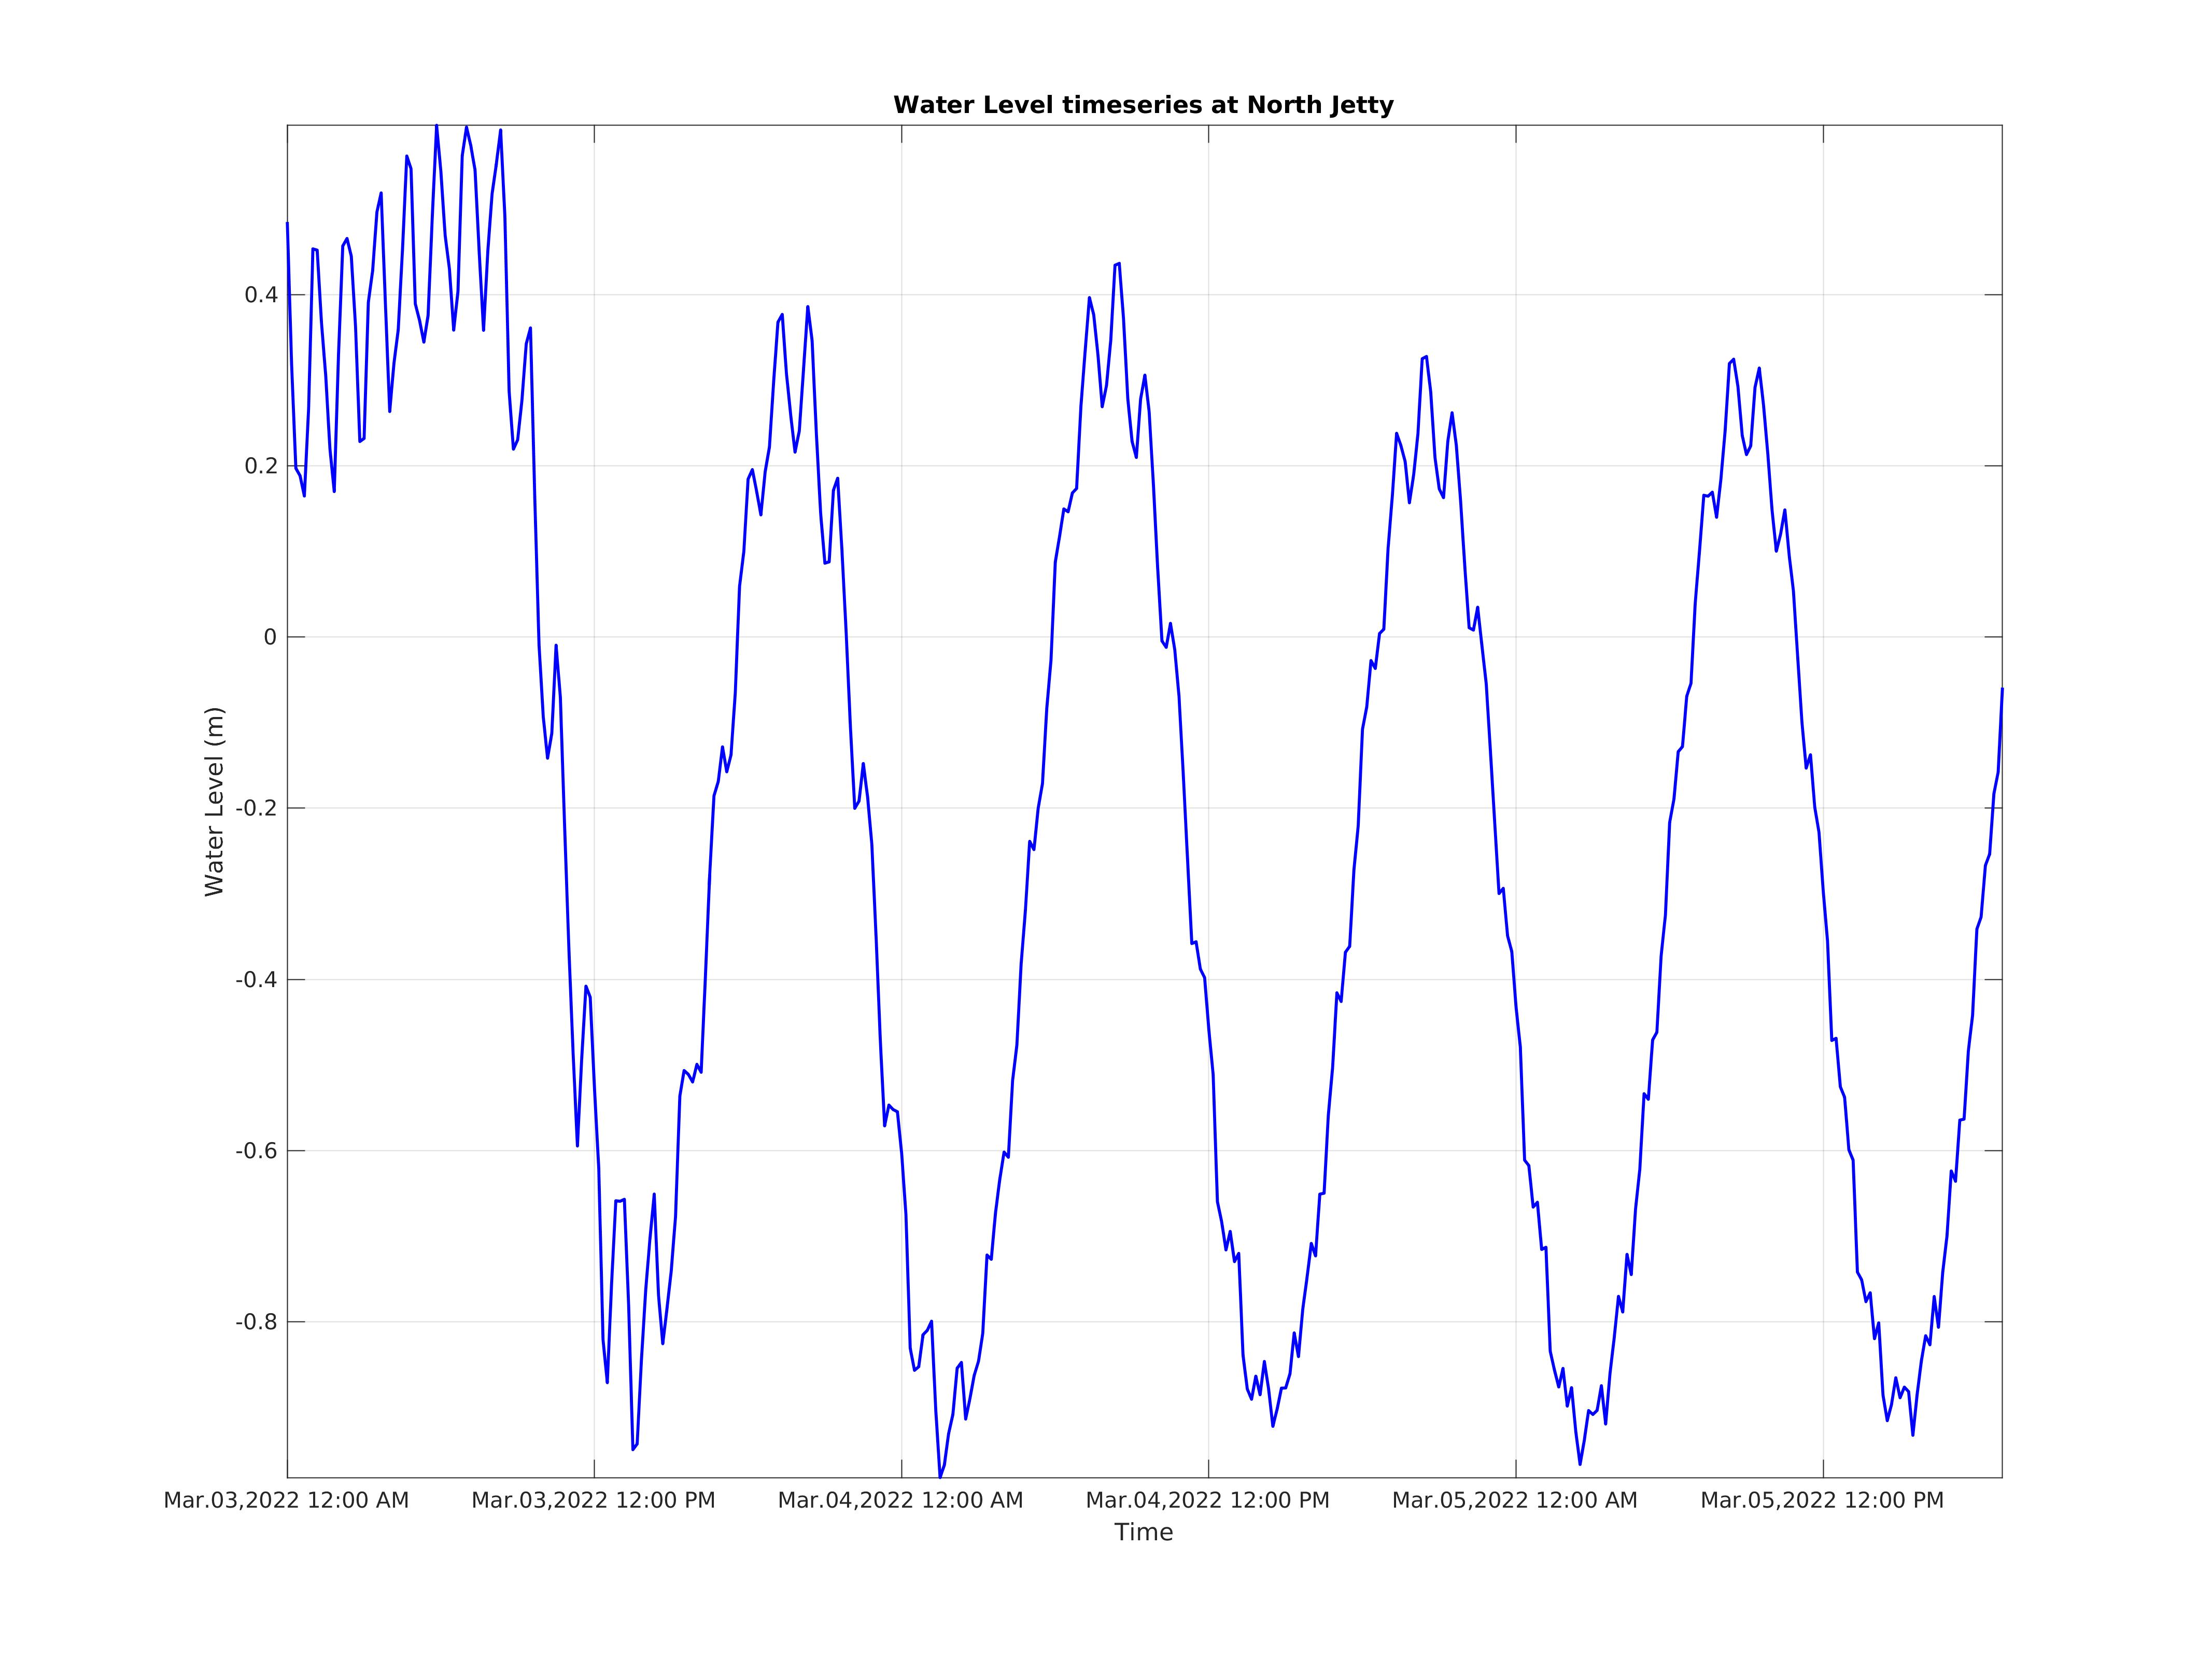 Water Level timeseries at North Jetty
Water Level (m)
0.4
0.2
0
-0.2
-0.4
-0.6
-0.8
Mar.03,2022 12:00 AM
Mar.03,2022 12:00 PM
Mar.04,2022 12:00 AM
Mar.04,2022 12:00 PM
Mar.05,2022 12:00 AM
Mar.05,2022 12:00 PM
Time